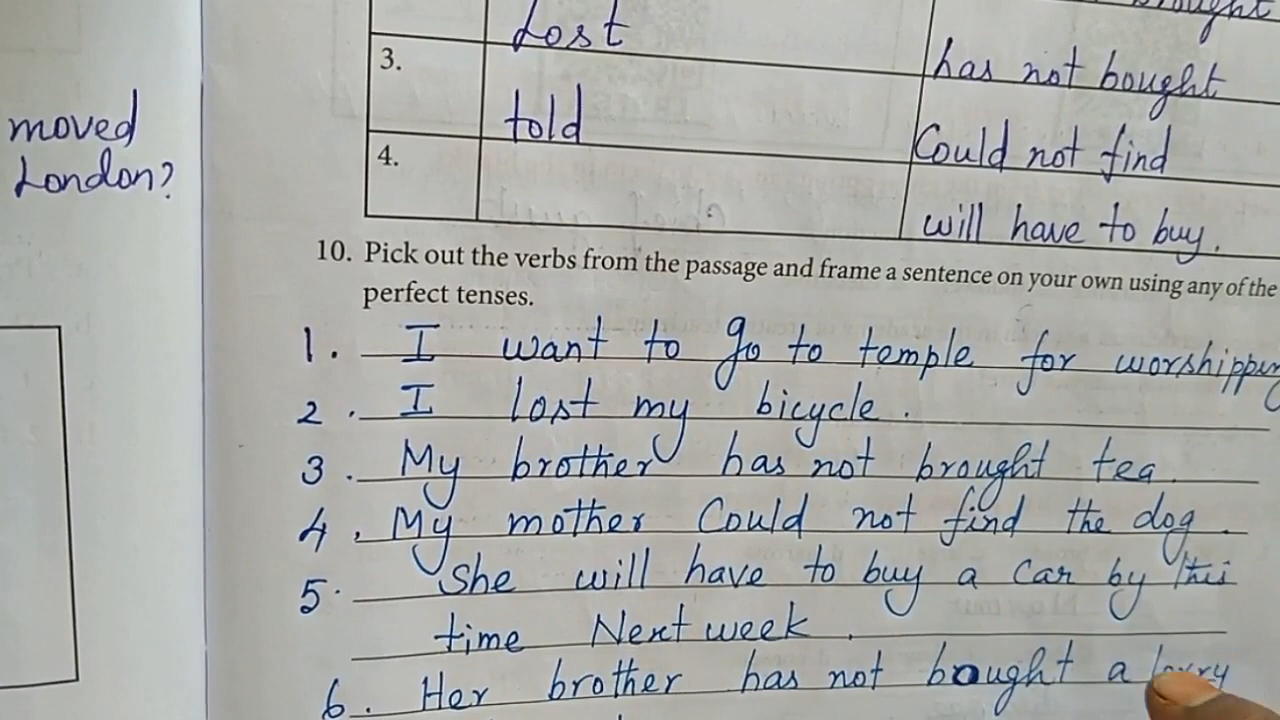 Lost
3.
has not bought
moved
told
London?
4.
Could not find
will have to buy.
10. Pick out the verbs from the passage and frame a sentence on your own using any of the
perfect tenses.
1. I want to go to temple for worshipping
2. I lost my bicycle.
3. My brother has not brought tea.
4. My mother Could not find the dog.
5. She will have to buy a Car by this
time Next week.
6. Her brother has not bought a lorry